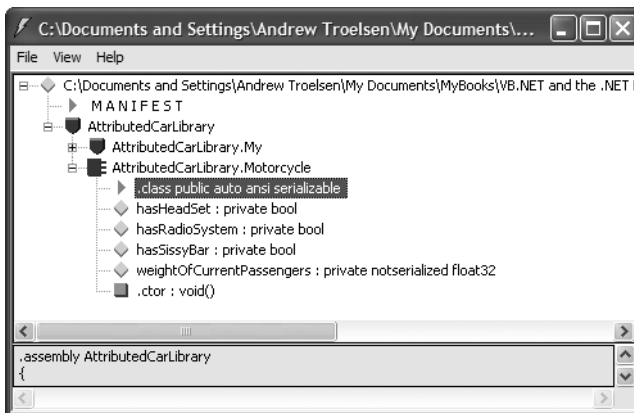 C:\Documents and Settings\Andrew Troelsen\My Documents\...
File View Help
C:\Documents and Settings\Andrew Troelsen\My Documents\MyBooks\VB.NET and the .NET
M A N I F E S T
AttributedCarLibrary
AttributedCarLibrary.My
AttributedCarLibrary.Motorcycle
.class public auto ansi serializable
hasHeadSet : private bool
hasRadioSystem : private bool
hasSissyBar : private bool
weightOfCurrentPassengers : private notserialized float32
.ctor : void()
.assembly AttributedCarLibrary
{